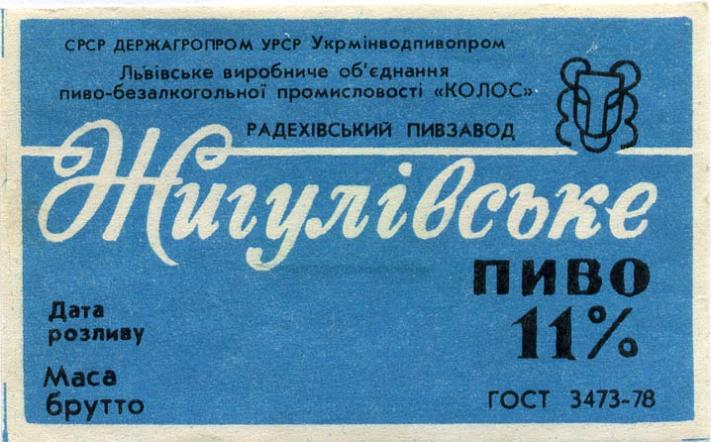 СРСР ДЕРЖАГРОПРОМ УРСР Укрмінводпивопром
Львівське виробниче об'єднання
пиво-безалкогольної промисловості «КОЛОС»
РАДЕХІВСЬКИЙ ПИВЗАВОД
Жигулівське
ПИВО
11%
Дата
розливу
Маса
брутто
ГОСТ 3473-78